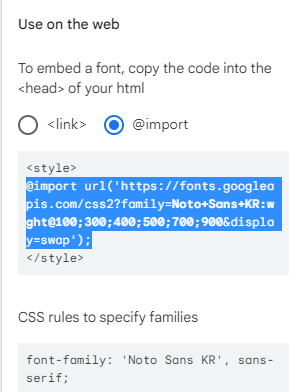 Use on the web
To embed a font, copy the code into the
<head> of your html
<link>
@import
<style>
@import url('https://fonts.googlea
pis.com/css2?family=Noto+Sans+KR:w
ght@100;300;400;500;700;900&displa
y=swap');
</style>
CSS rules to specify families
font-family: 'Noto Sans KR', sans-
serif;